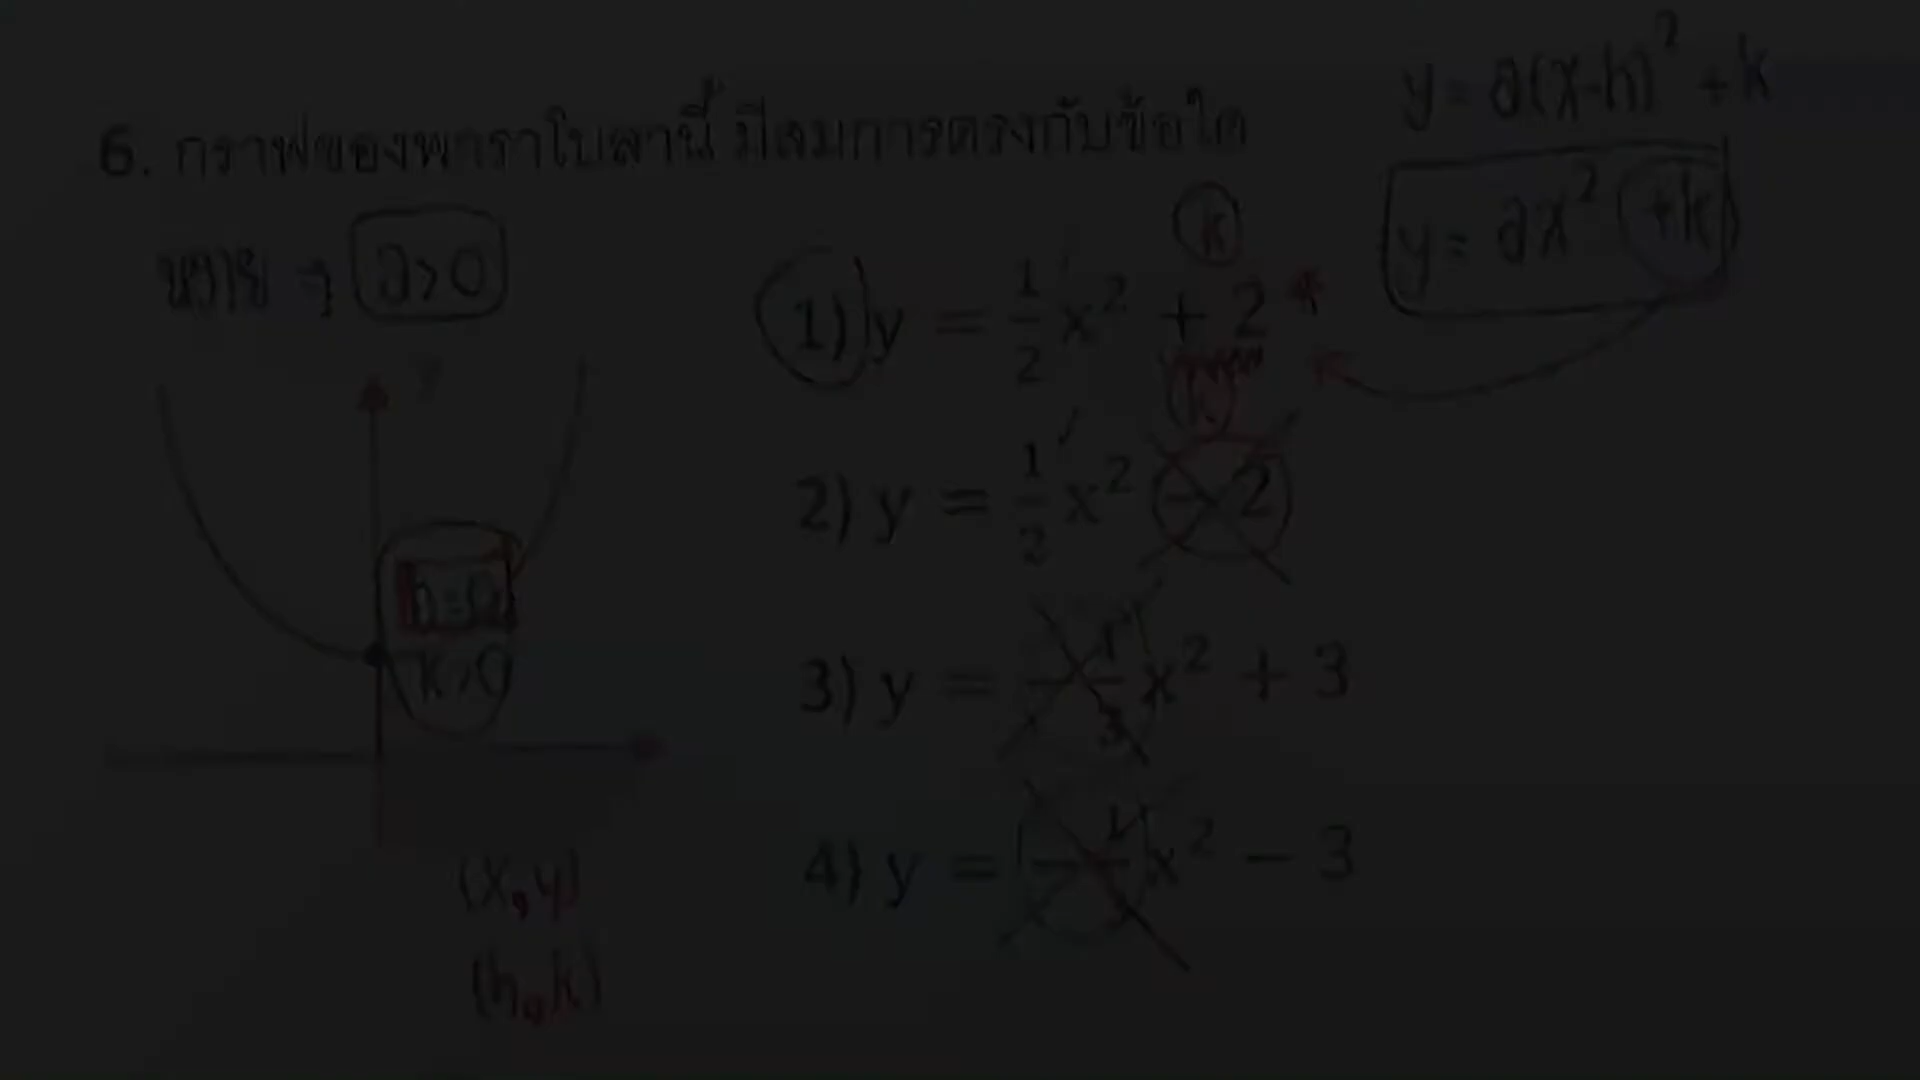 6. กราฟของพาราโบลานี้ มีสมการตรงกับข้อใด
y = a(x-h)² + k
y = ax² + k
หงาย → a > 0
k
1) y = 1/2 x² + 2 *
2) y = 1/2 x² - 2
3) y = - 1/3 x² + 3
4) y = - x² - 3
y
h = 0
k > 0
(x, y)
(h, k)